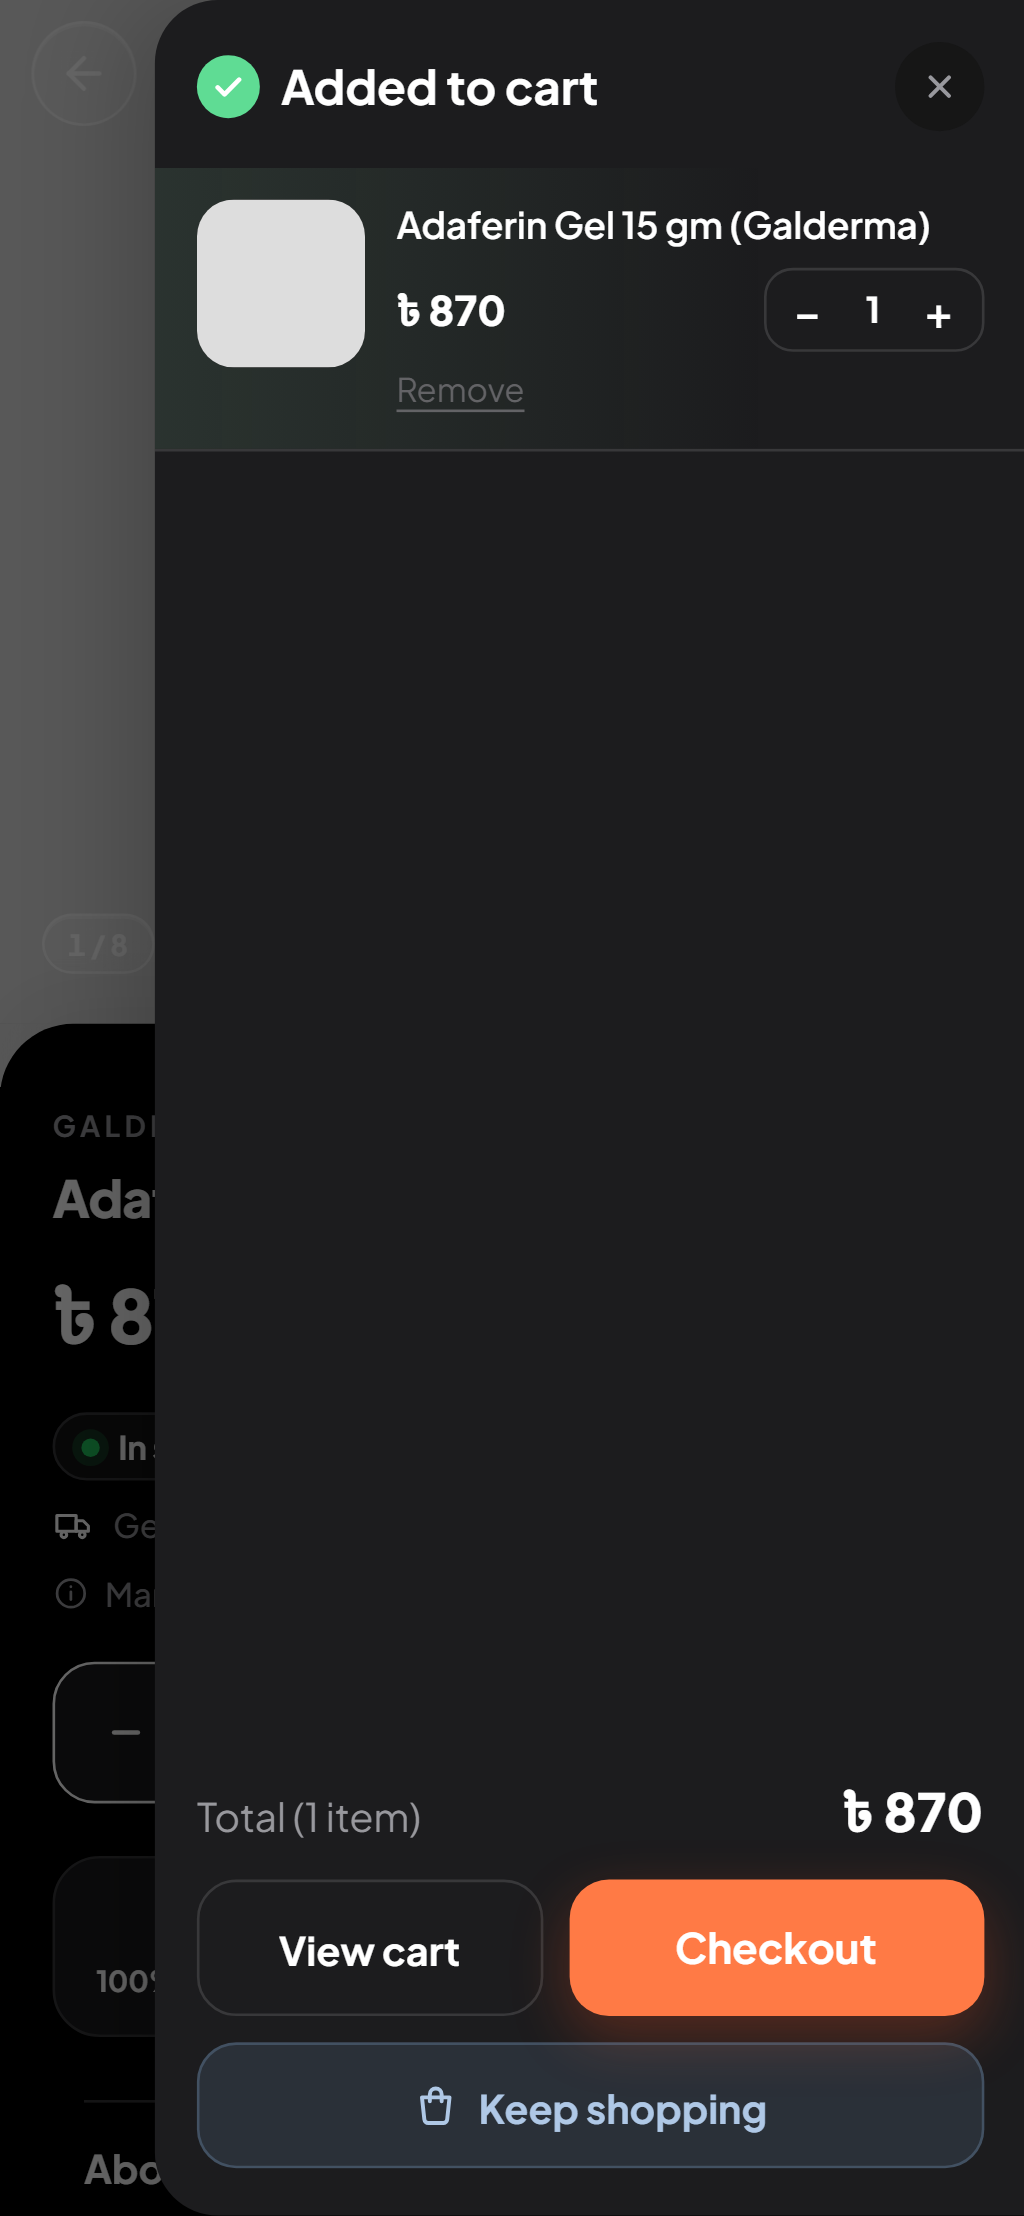 Added to cart
Adaferin Gel 15 gm (Galderma)
৳ 870
− 1 +
Remove
1/8
In
Total (1 item)
৳ 870
View cart
Checkout
Keep shopping